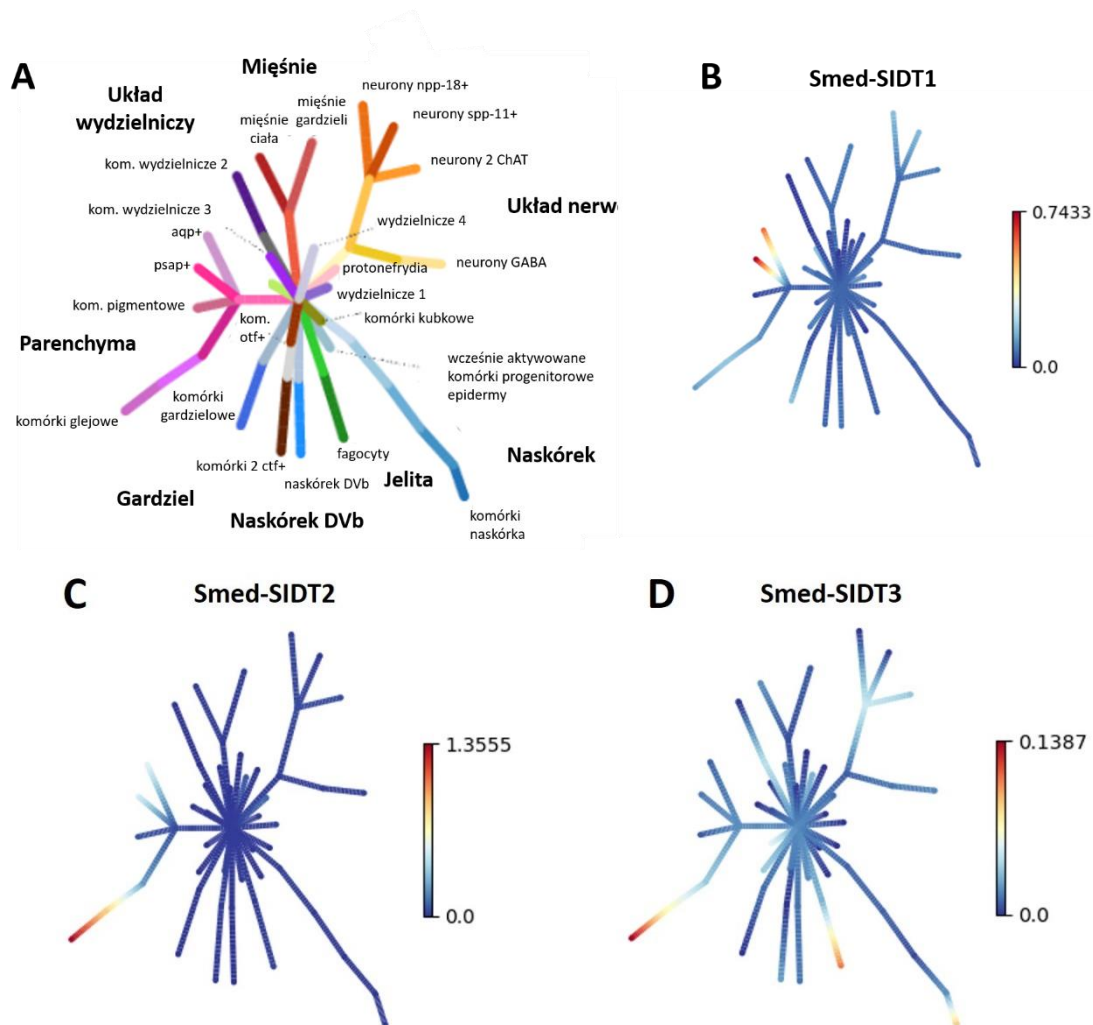 A
Mięśnie
Układ
wydzielniczy
mięśnie
gardzieli
mięśnie
ciała
neurony npp-18+
neurony spp-11+
neurony 2 ChAT
kom. wydzielnicze 2
kom. wydzielnicze 3
aqp+
psap+
kom. pigmentowe
Układ nerw
wydzielnicze 4
protonefrydia
neurony GABA
wydzielnicze 1
kom.
otf+
komórki kubkowe
Parenchyma
wcześnie aktywowane
komórki progenitorowe
epidermy
komórki
gardzielowe
komórki glejowe
komórki 2 ctf+
fagocyty
naskórek DVb
Naskórek
Jelita
Gardziel
Naskórek DVb
komórki
naskórka
B
Smed-SIDT1
0.7433
0.0
C
Smed-SIDT2
1.3555
0.0
D
Smed-SIDT3
0.1387
0.0